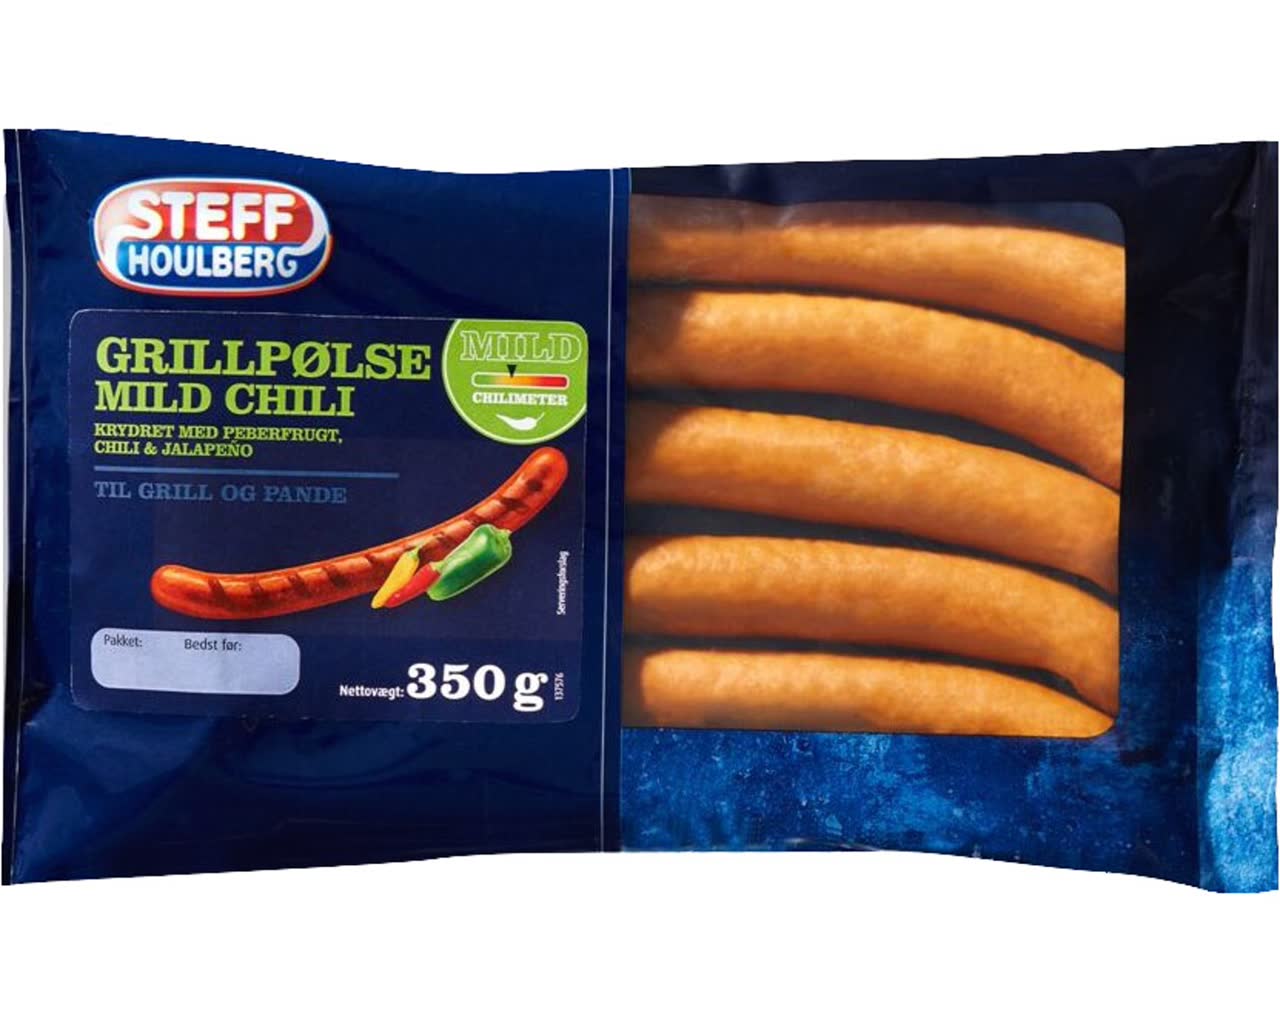 STEFF
HOULBERG
GRILLPØLSE
MILD CHILI
KRYDRET MED PEBERFRUGT,
CHILI & JALAPEÑO
TIL GRILL OG PANDE
MILD
CHILIMETER
Serveringsforslag
Pakket: Bedst før:
Nettovægt: 350 g
137576